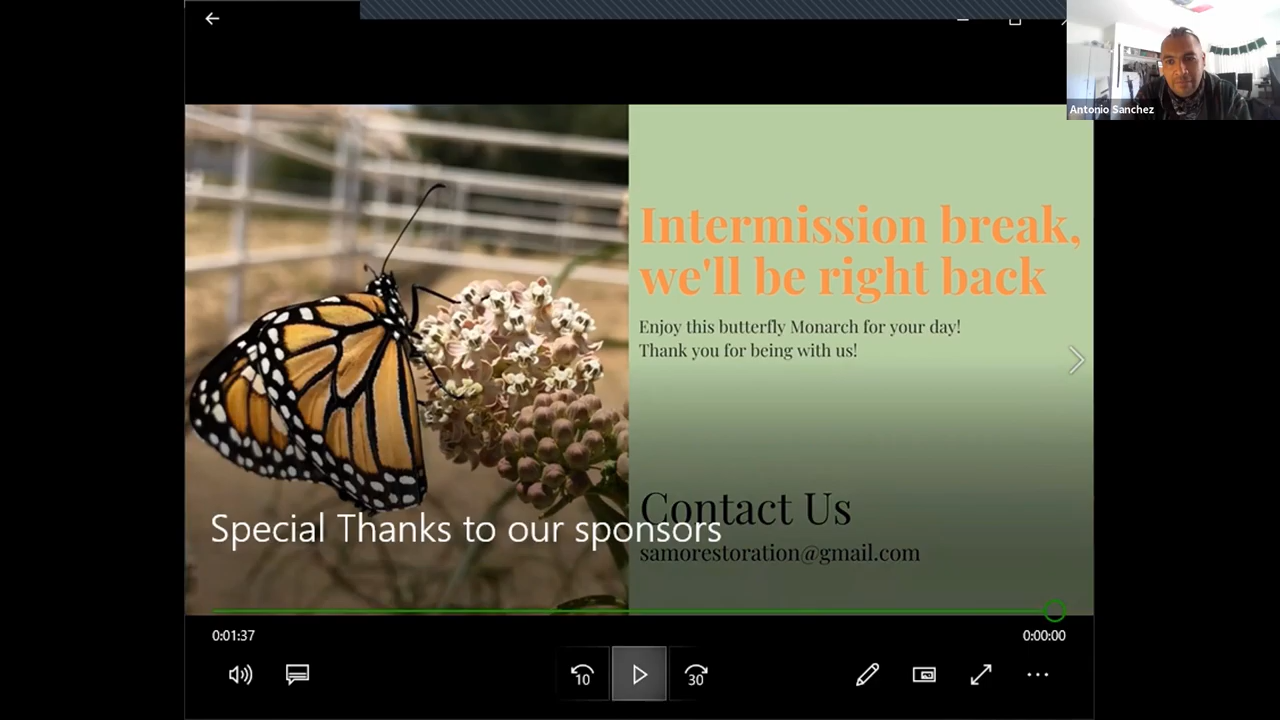 Antonio Sanchez
Intermission break,
we'll be right back
Enjoy this butterfly Monarch for your day!
Thank you for being with us!
Contact Us
Special Thanks to our sponsors
samorestoration@gmail.com
0:01:37
0:00:00
10
30